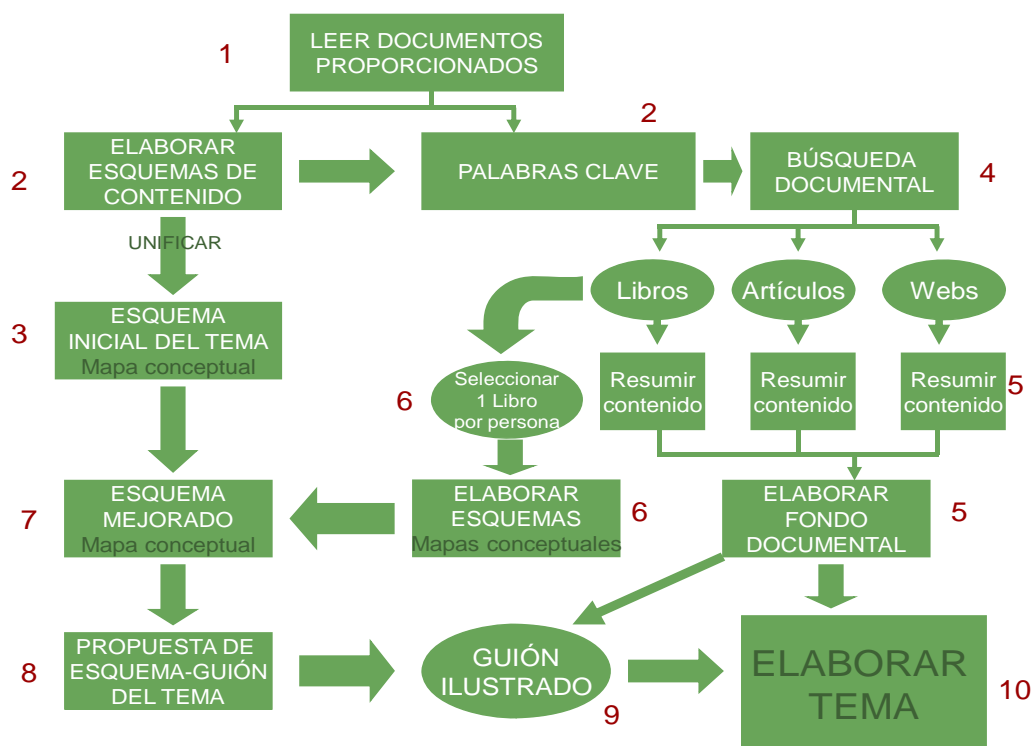 1
LEER DOCUMENTOS
PROPORCIONADOS
2
ELABORAR
ESQUEMAS DE
CONTENIDO
2
PALABRAS CLAVE
BÚSQUEDA
DOCUMENTAL
4
UNIFICAR
Libros
Artículos
Webs
3
ESQUEMA
INICIAL DEL TEMA
Mapa conceptual
6
Seleccionar
1 Libro
por persona
Resumir
contenido
Resumir
contenido
Resumir
contenido
5
7
ESQUEMA
MEJORADO
Mapa conceptual
ELABORAR
ESQUEMAS
Mapas conceptuales
6
ELABORAR
FONDO
DOCUMENTAL
5
8
PROPUESTA DE
ESQUEMA-GUIÓN
DEL TEMA
GUIÓN
ILUSTRADO
9
ELABORAR
TEMA
10